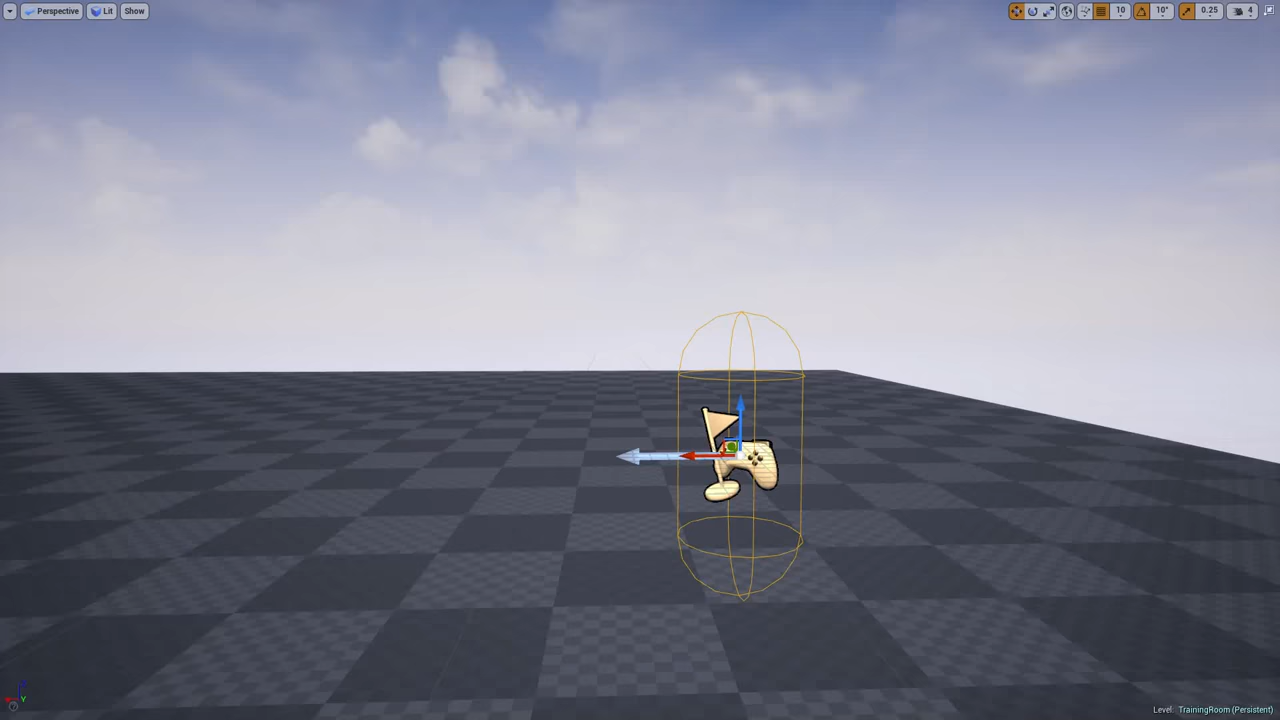 Perspective Lit Show 10 10° 0.25 4
Y
Level: TrainingRoom (Persistent)